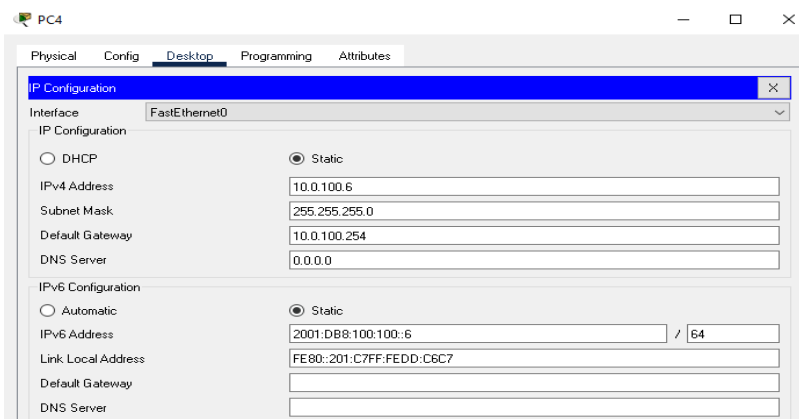 PC4
Physical Config Desktop Programming Attributes
IP Configuration X
Interface FastEthernet0
IP Configuration
DHCP Static
IPv4 Address 10.0.100.6
Subnet Mask 255.255.255.0
Default Gateway 10.0.100.254
DNS Server 0.0.0.0
IPv6 Configuration
Automatic Static
IPv6 Address 2001:DB8:100:100::6 / 64
Link Local Address FE80::201:C7FF:FEDD:C6C7
Default Gateway
DNS Server